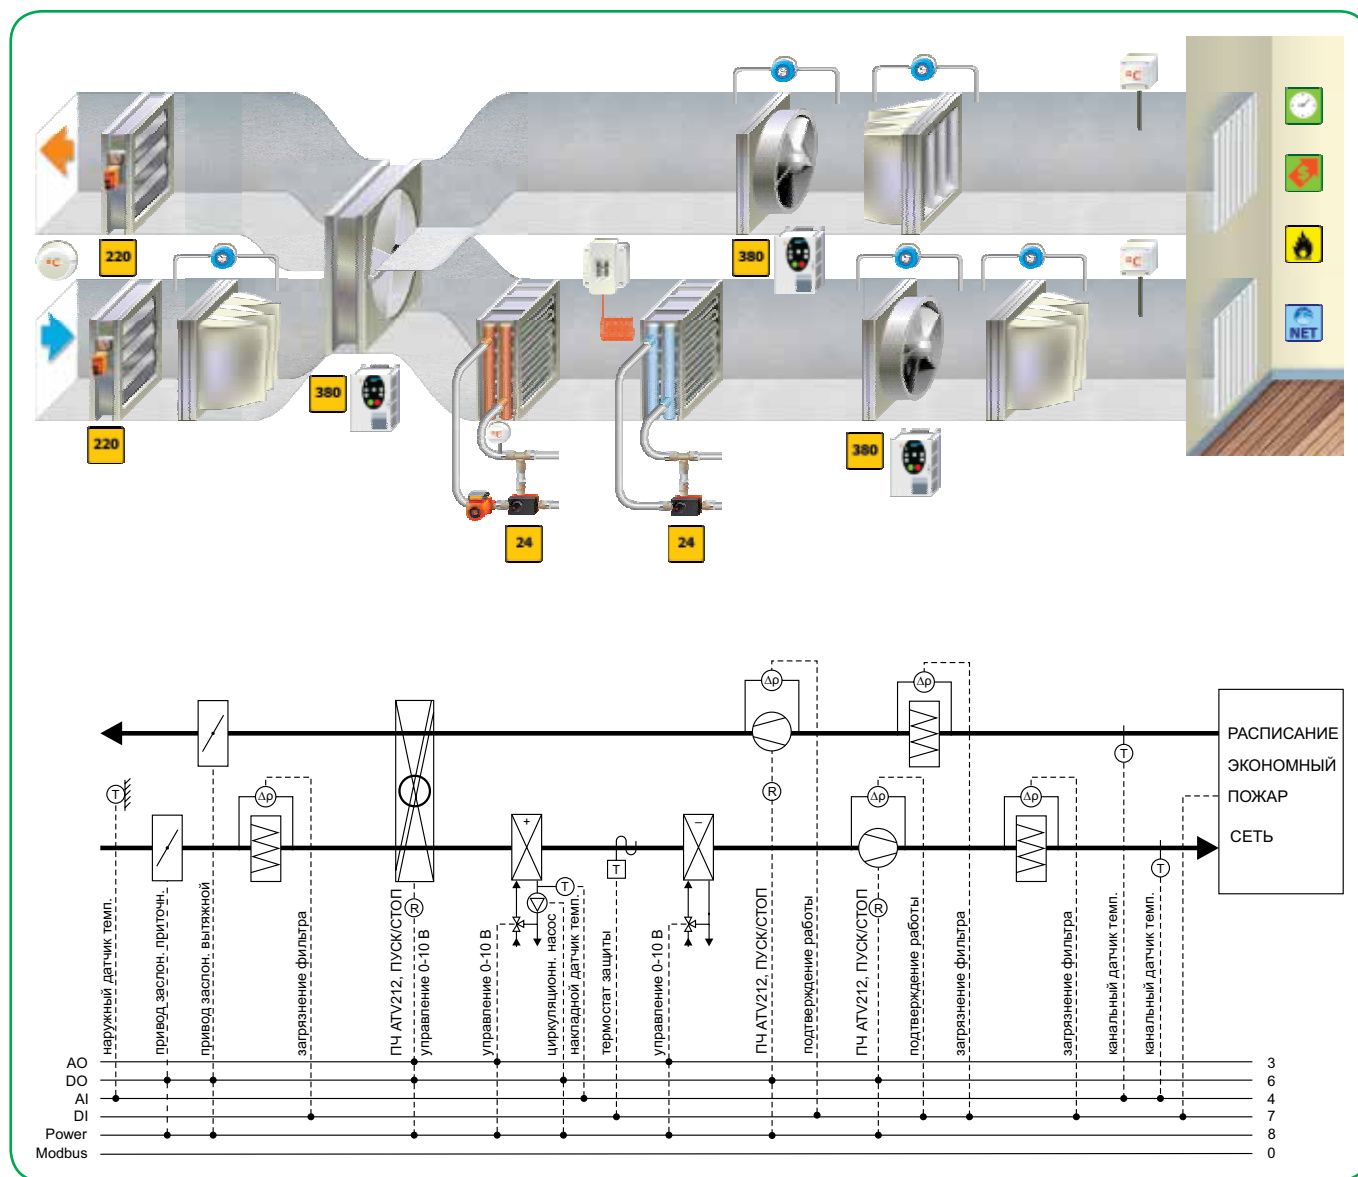 °C
220
380
°C
°C
NET
380
°C
220
380
°C
24
24
Δρ
Δρ
РАСПИСАНИЕ
T
ЭКОНОМНЫЙ
T
Δρ
R
Δρ
Δρ
ПОЖАР
+
–
СЕТЬ
T
T
T
R
R
наружный датчик темп.
привод заслон. приточн.
привод заслон. вытяжной
загрязнение фильтра
ПЧ ATV212, ПУСК/СТОП
управление 0-10 В
управление 0-10 В
циркуляционн. насос
накладной датчик темп.
термостат защиты
управление 0-10 В
ПЧ ATV212, ПУСК/СТОП
подтверждение работы
ПЧ ATV212, ПУСК/СТОП
подтверждение работы
загрязнение фильтра
загрязнение фильтра
канальный датчик темп.
канальный датчик темп.
AO 3
DO 6
AI 4
DI 7
Power 8
Modbus 0